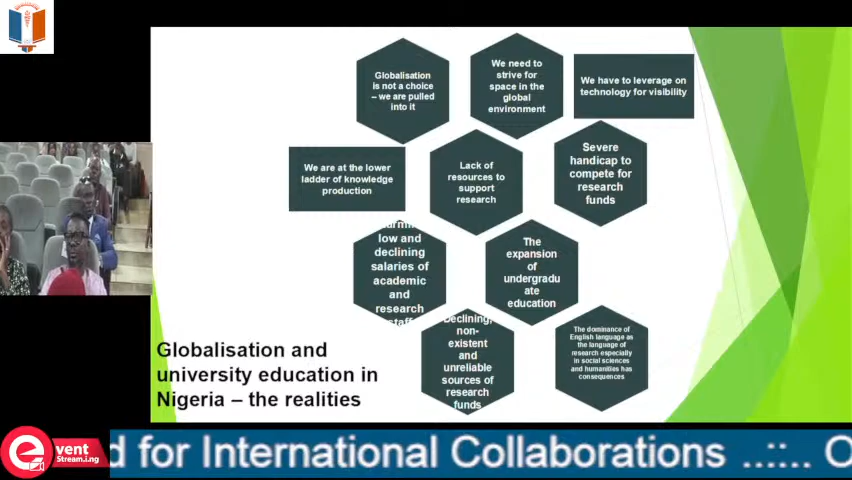 Globalisation
is not a choice
– we are pulled
into it
We need to
strive for
space in the
global
environment
We have to leverage on
technology for visibility
We are at the lower
ladder of knowledge
production
Lack of
resources to
support
research
Severe
handicap to
compete for
research
funds
low and
declining
salaries of
academic
and
research
staff
The
expansion
of
undergradu
ate
education
Declining,
non-
existent
and
unreliable
sources of
research
funds
The dominance of
English language as
the language of
research especially
in social sciences
and humanities has
consequences
Globalisation and
university education in
Nigeria – the realities
e vent
Stream.i.ng
d for International Collaborations ..::.. O